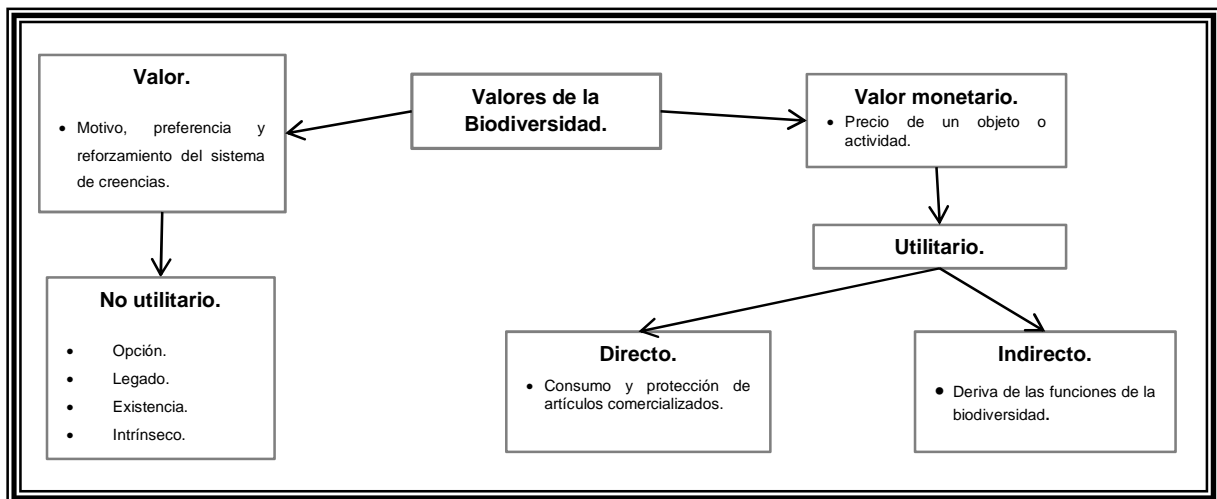 Valores de la
Biodiversidad.
Valor.
• Motivo, preferencia y
reforzamiento del sistema
de creencias.
No utilitario.
• Opción.
• Legado.
• Existencia.
• Intrínseco.
Valor monetario.
• Precio de un objeto o
actividad.
Utilitario.
Directo.
• Consumo y protección de
artículos comercializados.
Indirecto.
• Deriva de las funciones de la
biodiversidad.